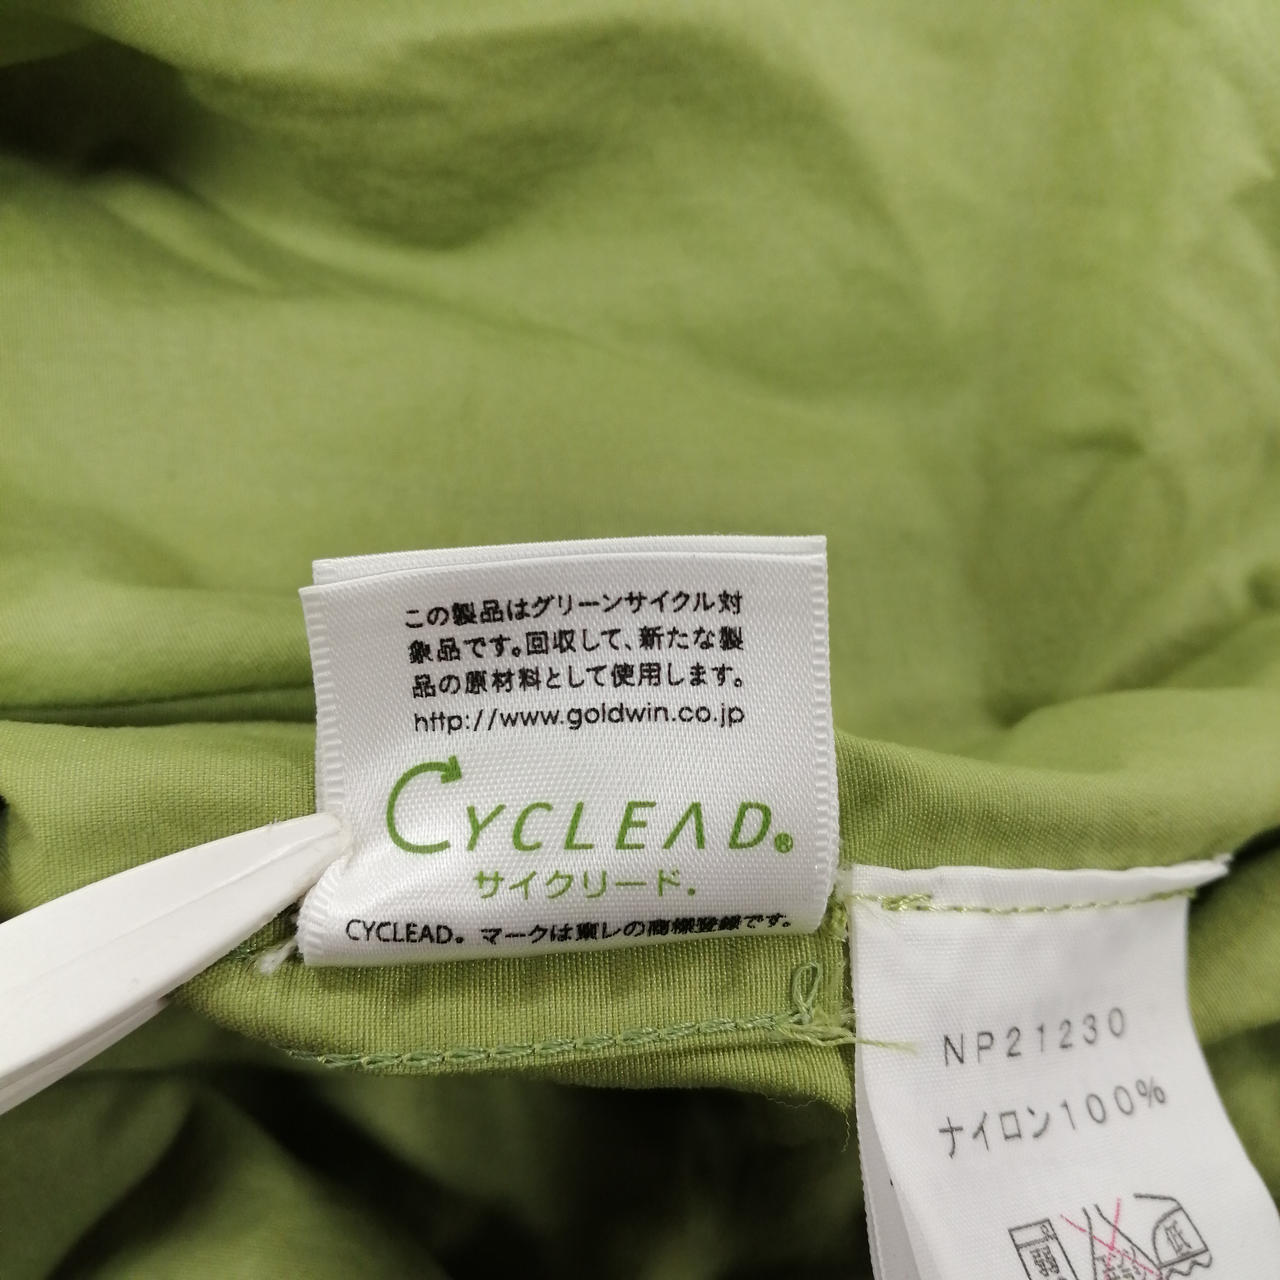 この製品はグリーンサイクル対
象品です。回収して、新たな製
品の原材料として使用します。
http://www.goldwin.co.jp
CYCLEAD®
サイクリード®
CYCLEAD® マークは東レの商標登録です。
NP21230
ナイロン100%
低